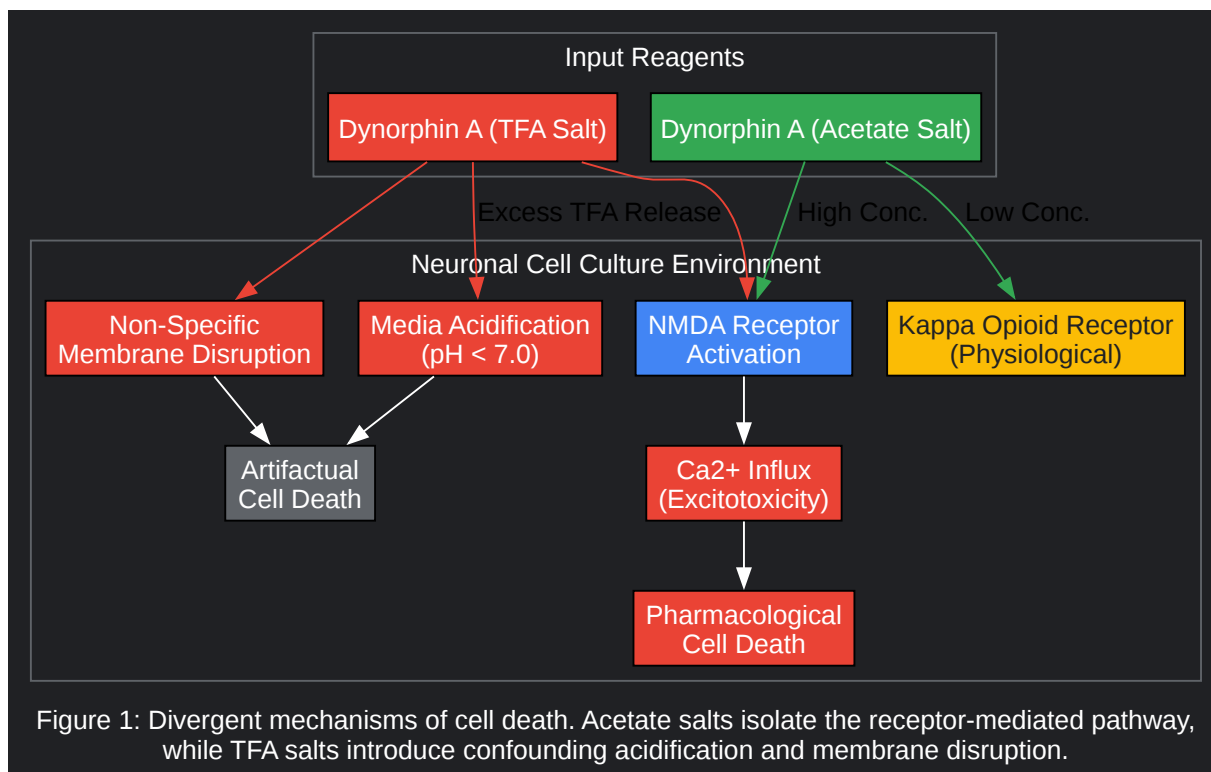 Input Reagents
Dynorphin A (TFA Salt)
Dynorphin A (Acetate Salt)
Excess TFA Release
High Conc.
Low Conc.
Neuronal Cell Culture Environment
Non-Specific
Membrane Disruption
Media Acidification
(pH < 7.0)
NMDA Receptor
Activation
Kappa Opioid Receptor
(Physiological)
Artifactual
Cell Death
Ca2+ Influx
(Excitotoxicity)
Pharmacological
Cell Death
Figure 1: Divergent mechanisms of cell death. Acetate salts isolate the receptor-mediated pathway,
while TFA salts introduce confounding acidification and membrane disruption.